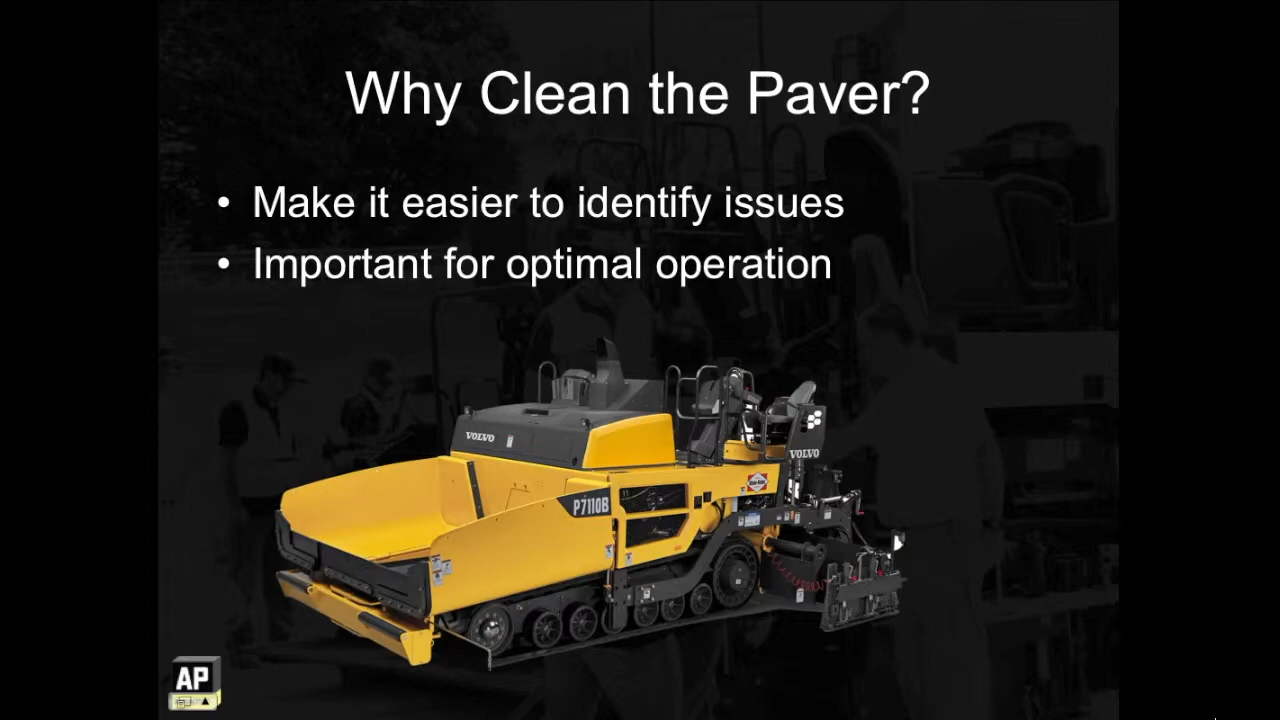 Why Clean the Paver?
• Make it easier to identify issues
• Important for optimal operation
VOLVO
VOLVO
P7110B
AP